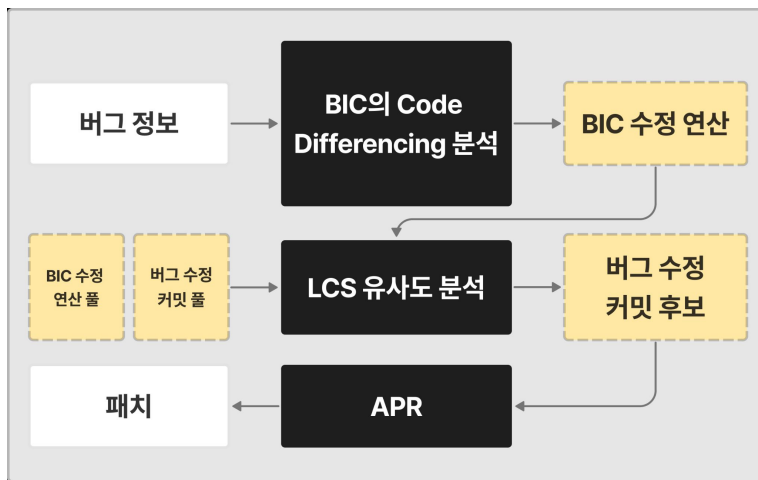 버그 정보
BIC의 Code
Differencing 분석
BIC 수정 연산
BIC 수정
연산 풀
버그 수정
커밋 풀
LCS 유사도 분석
버그 수정
커밋 후보
패치
APR